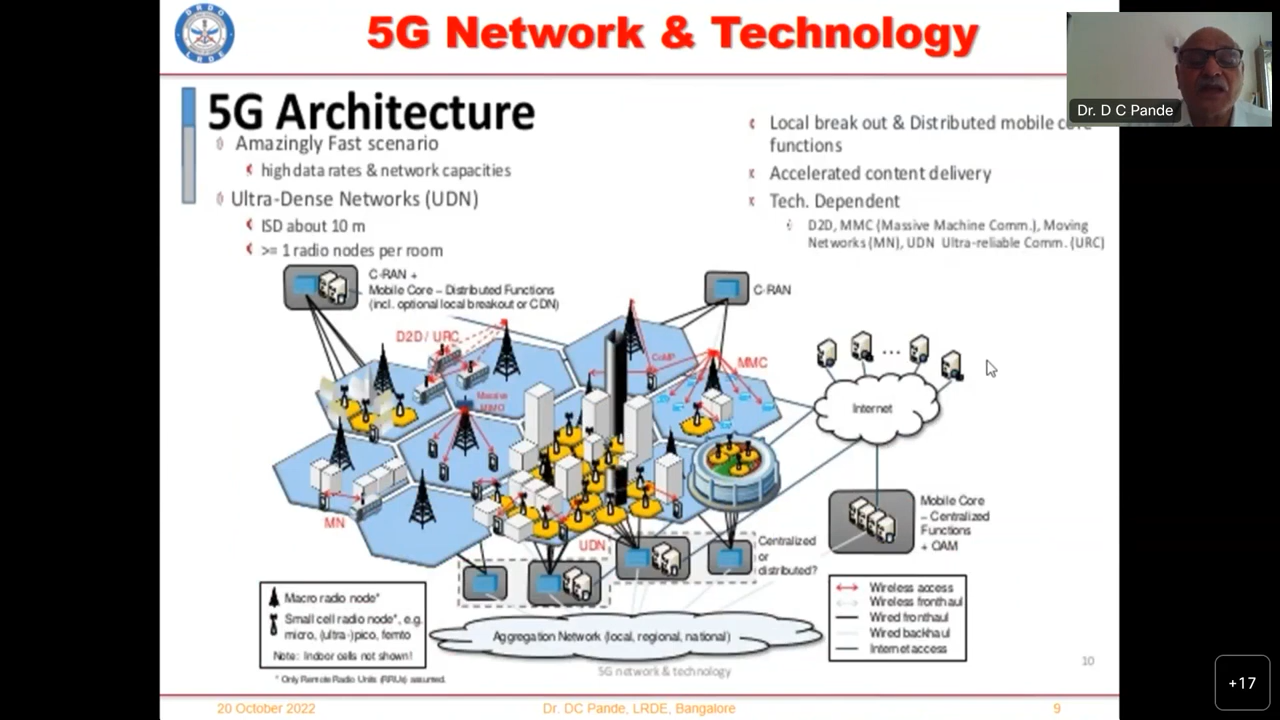 DRDO
LRDE
5G Network & Technology
Dr. D C Pande
5G Architecture
Amazingly Fast scenario
high data rates & network capacities
Ultra-Dense Networks (UDN)
ISD about 10 m
>= 1 radio nodes per room
Local break out & Distributed mobile
functions
Accelerated content delivery
Tech. Dependent
D2D, MMC (Massive Machine Comm.), Moving
Networks (MN), UDN Ultra-reliable Comm. (URC)
C-RAN +
Mobile Core – Distributed Functions
(incl. optional local breakout or CDN)
C-RAN
D2D / URC
CoMP
MMC
Massive
MIMO
Internet
MN
UDN
Centralized
or
distributed?
Mobile Core
– Centralized
Functions
+ OAM
Macro radio node*
Small cell radio node*, e.g.
micro, (ultra-)pico, femto
Note: Indoor cells not shown!
* Only Remote Radio Units (RRUs) assumed.
Aggregation Network (local, regional, national)
Wireless access
Wireless fronthaul
Wired fronthaul
Wired backhaul
Internet access
5G network & technology
10
20 October 2022
Dr. DC Pande, LRDE, Bangalore
9
+17